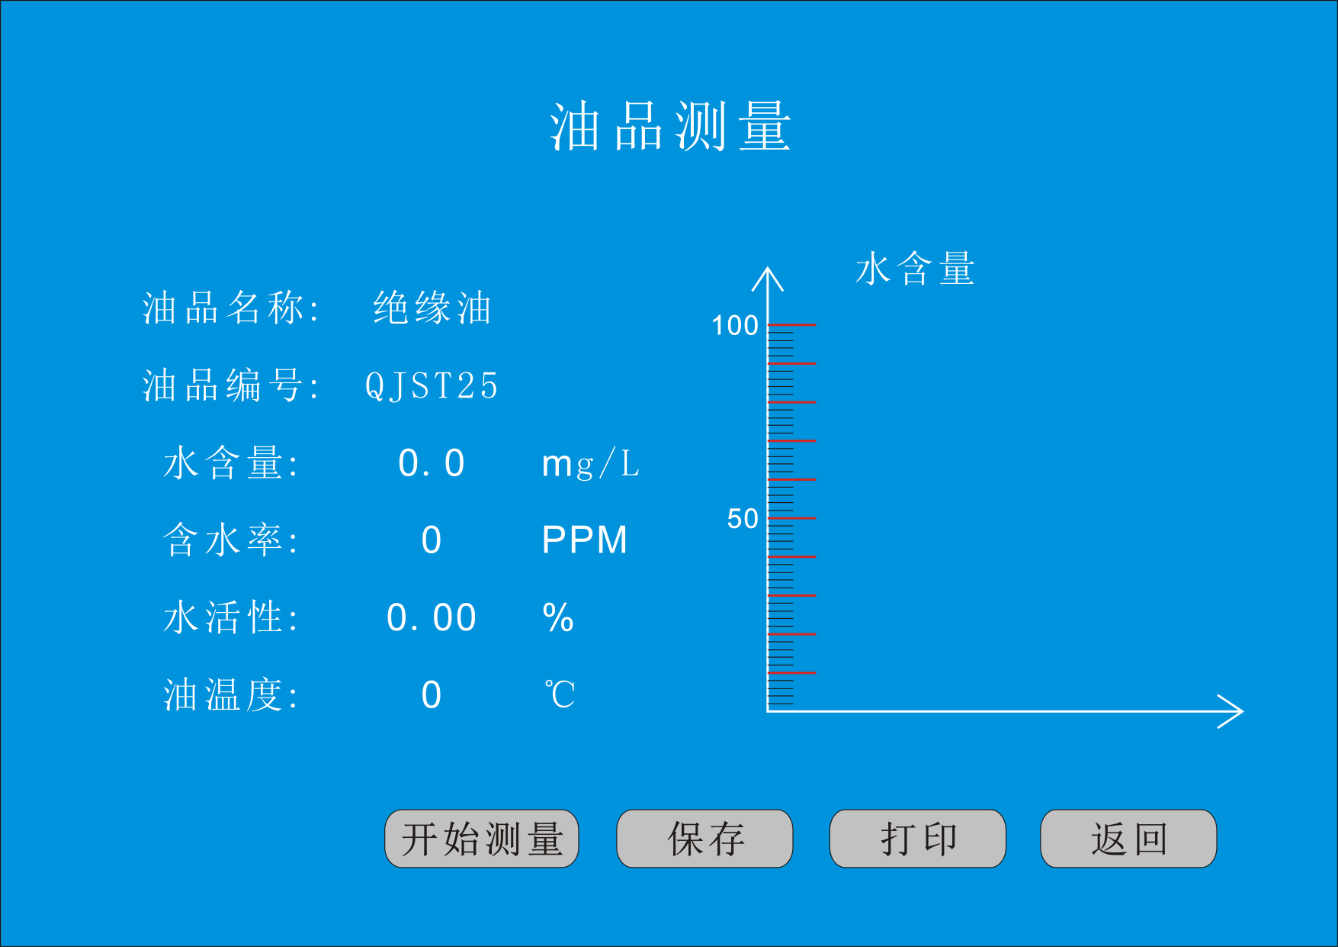 油品测量
油品名称: 绝缘油
油品编号: QJST25
水含量: 0.0 mg/L
含水率: 0 PPM
水活性: 0.00 %
油温度: 0 ℃
水含量
100
50
开始测量 保存 打印 返回